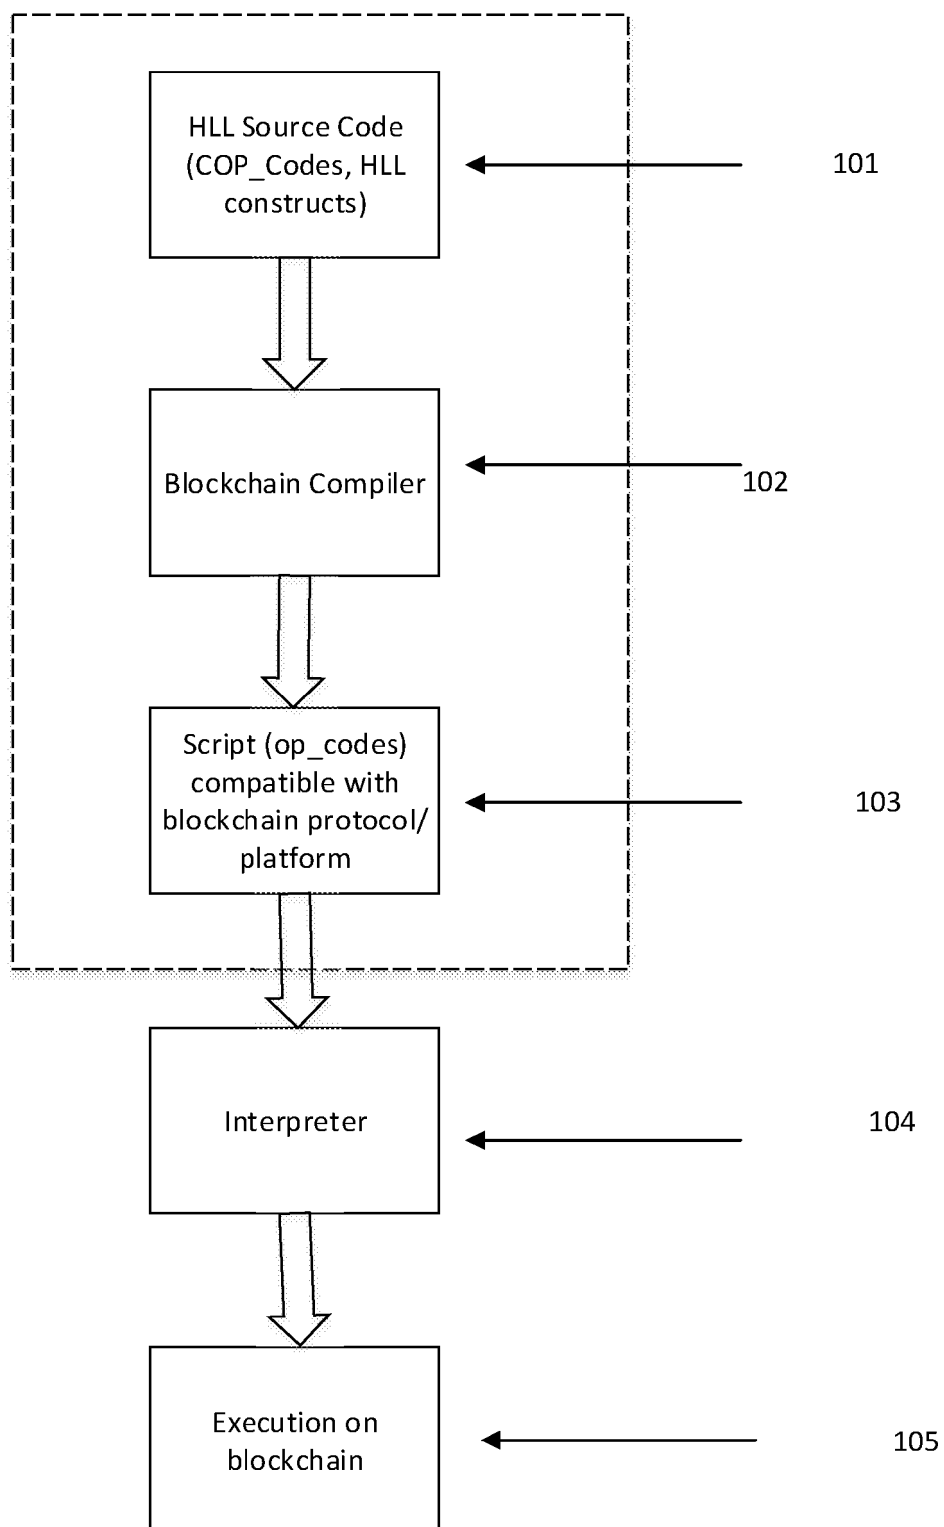 HLL Source Code
(COP_Codes, HLL
constructs)
101
Blockchain Compiler
102
Script (op_codes)
compatible with
blockchain protocol/
platform
103
Interpreter
104
Execution on
blockchain
105